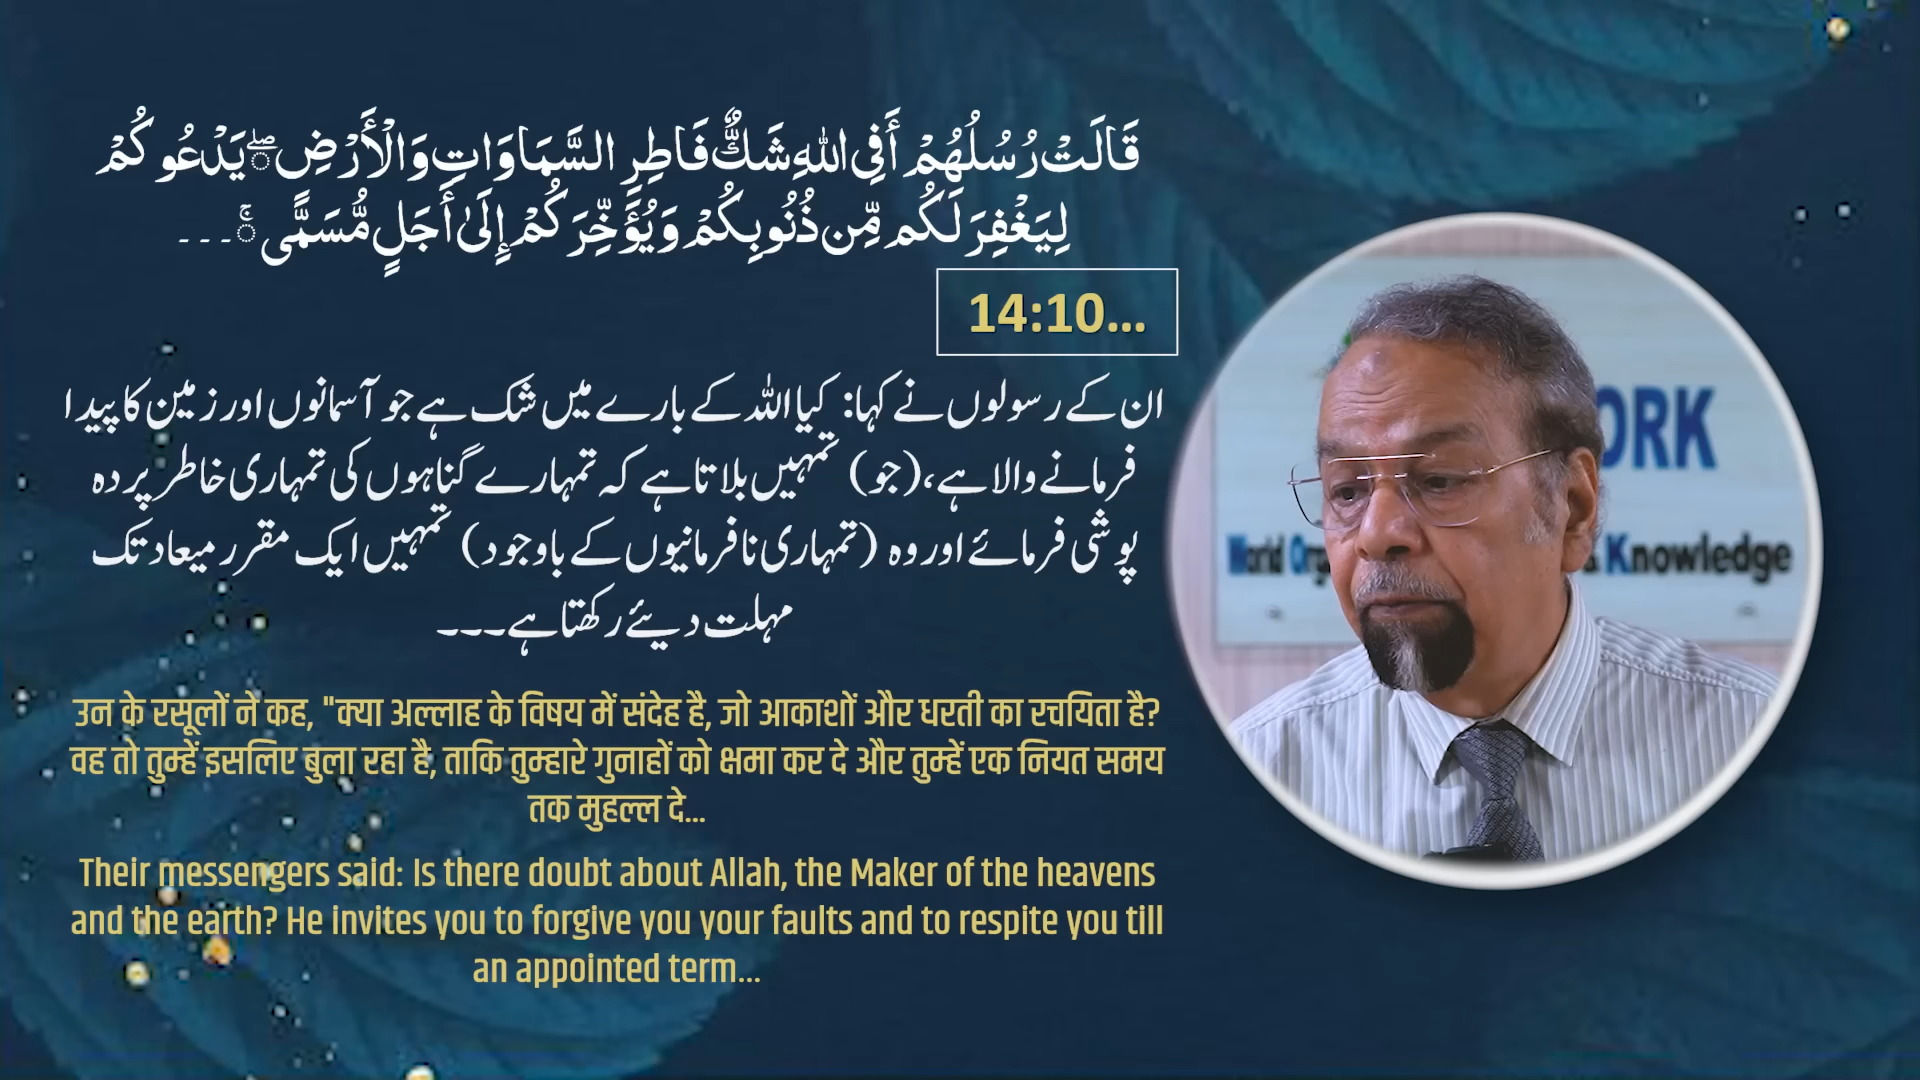 قَالَتْ رُسُلُهُمْ أَفِي اللَّهِ شَكٌّ فَاطِرِ السَّمَاوَاتِ وَالْأَرْضِ ۖ يَدْعُوكُمْ
لِيَغْفِرَ لَكُم مِّن ذُنُوبِكُمْ وَيُؤَخِّرَكُمْ إِلَىٰ أَجَلٍ مُّسَمًّى ۚ ۔۔۔
14:10...
ان کے رسولوں نے کہا: کیا اللہ کے بارے میں شک ہے جو آسمانوں اور زمین کا پیدا
فرمانے والا ہے، (جو) تمہیں بلاتا ہے کہ تمہارے گناہوں کی تمہاری خاطر پردہ
پوشی فرمائے اور وہ (تمہاری نافرمانیوں کے باوجود) تمہیں ایک مقرر میعاد تک
مہلت دیئے رکھتا ہے۔۔۔
उन के रसूलों ने कह, "क्या अल्लाह के विषय में संदेह है, जो आकाशों और धरती का रचयिता है?
वह तो तुम्हें इसलिए बुला रहा है, ताकि तुम्हारे गुनाहों को क्षमा कर दे और तुम्हें एक नियत समय
तक मुहल्ल दे...
Their messengers said: Is there doubt about Allah, the Maker of the heavens
and the earth? He invites you to forgive you your faults and to respite you till
an appointed term...
ORK
World Org Knowledge